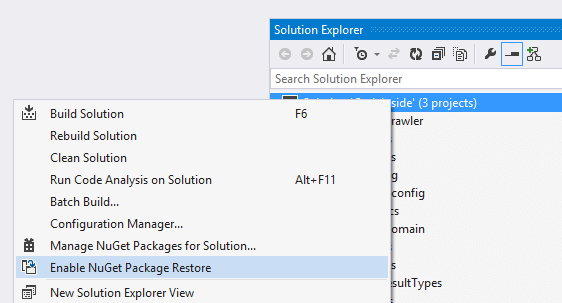 Solution Explorer
Search Solution Explorer
(3 projects)
Build Solution F6
Rebuild Solution
Clean Solution
Run Code Analysis on Solution Alt+F11
Batch Build...
Configuration Manager...
Manage NuGet Packages for Solution...
Enable NuGet Package Restore
New Solution Explorer View
rawler
s
s
g
config
cs
omain
s
esultTypes